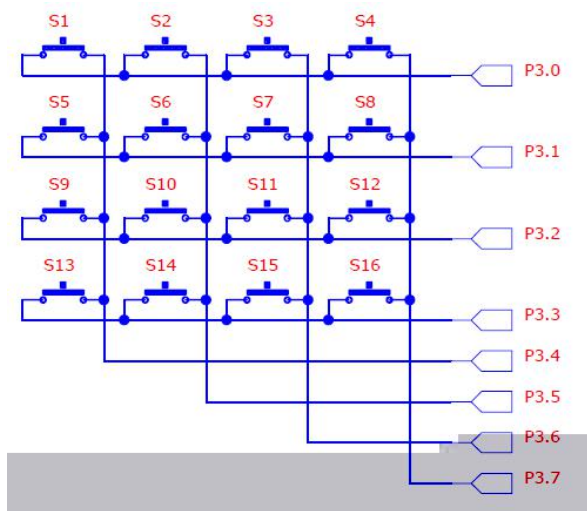 S1 S2 S3 S4
P3.0
S5 S6 S7 S8
P3.1
S9 S10 S11 S12
P3.2
S13 S14 S15 S16
P3.3
P3.4
P3.5
P3.6
P3.7